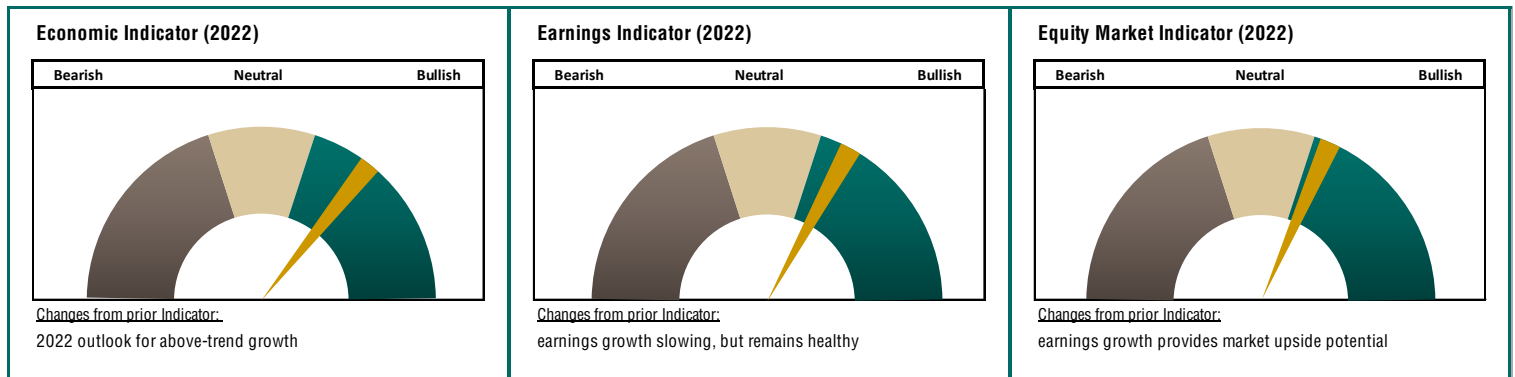 Economic Indicator (2022)
Bearish Neutral Bullish
Changes from prior Indicator:
2022 outlook for above-trend growth
Earnings Indicator (2022)
Bearish Neutral Bullish
Changes from prior Indicator:
earnings growth slowing, but remains healthy
Equity Market Indicator (2022)
Bearish Neutral Bullish
Changes from prior Indicator:
earnings growth provides market upside potential